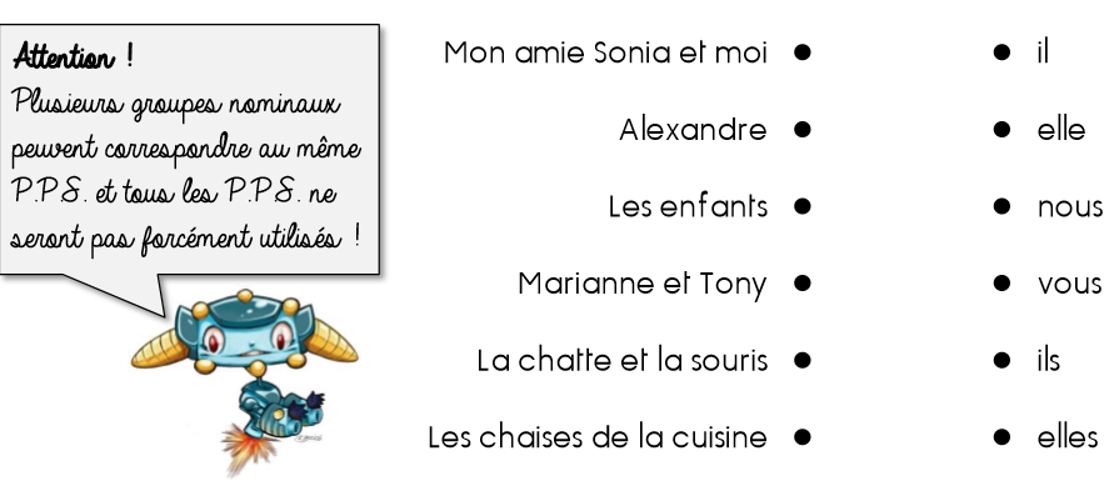 Attention !
Plusieurs groupes nominaux
peuvent correspondre au même
P.P.S. et tous les P.P.S. ne
seront pas forcément utilisés !
Mon amie Sonia et moi
Alexandre
Les enfants
Marianne et Tony
La chatte et la souris
Les chaises de la cuisine
il
elle
nous
vous
ils
elles